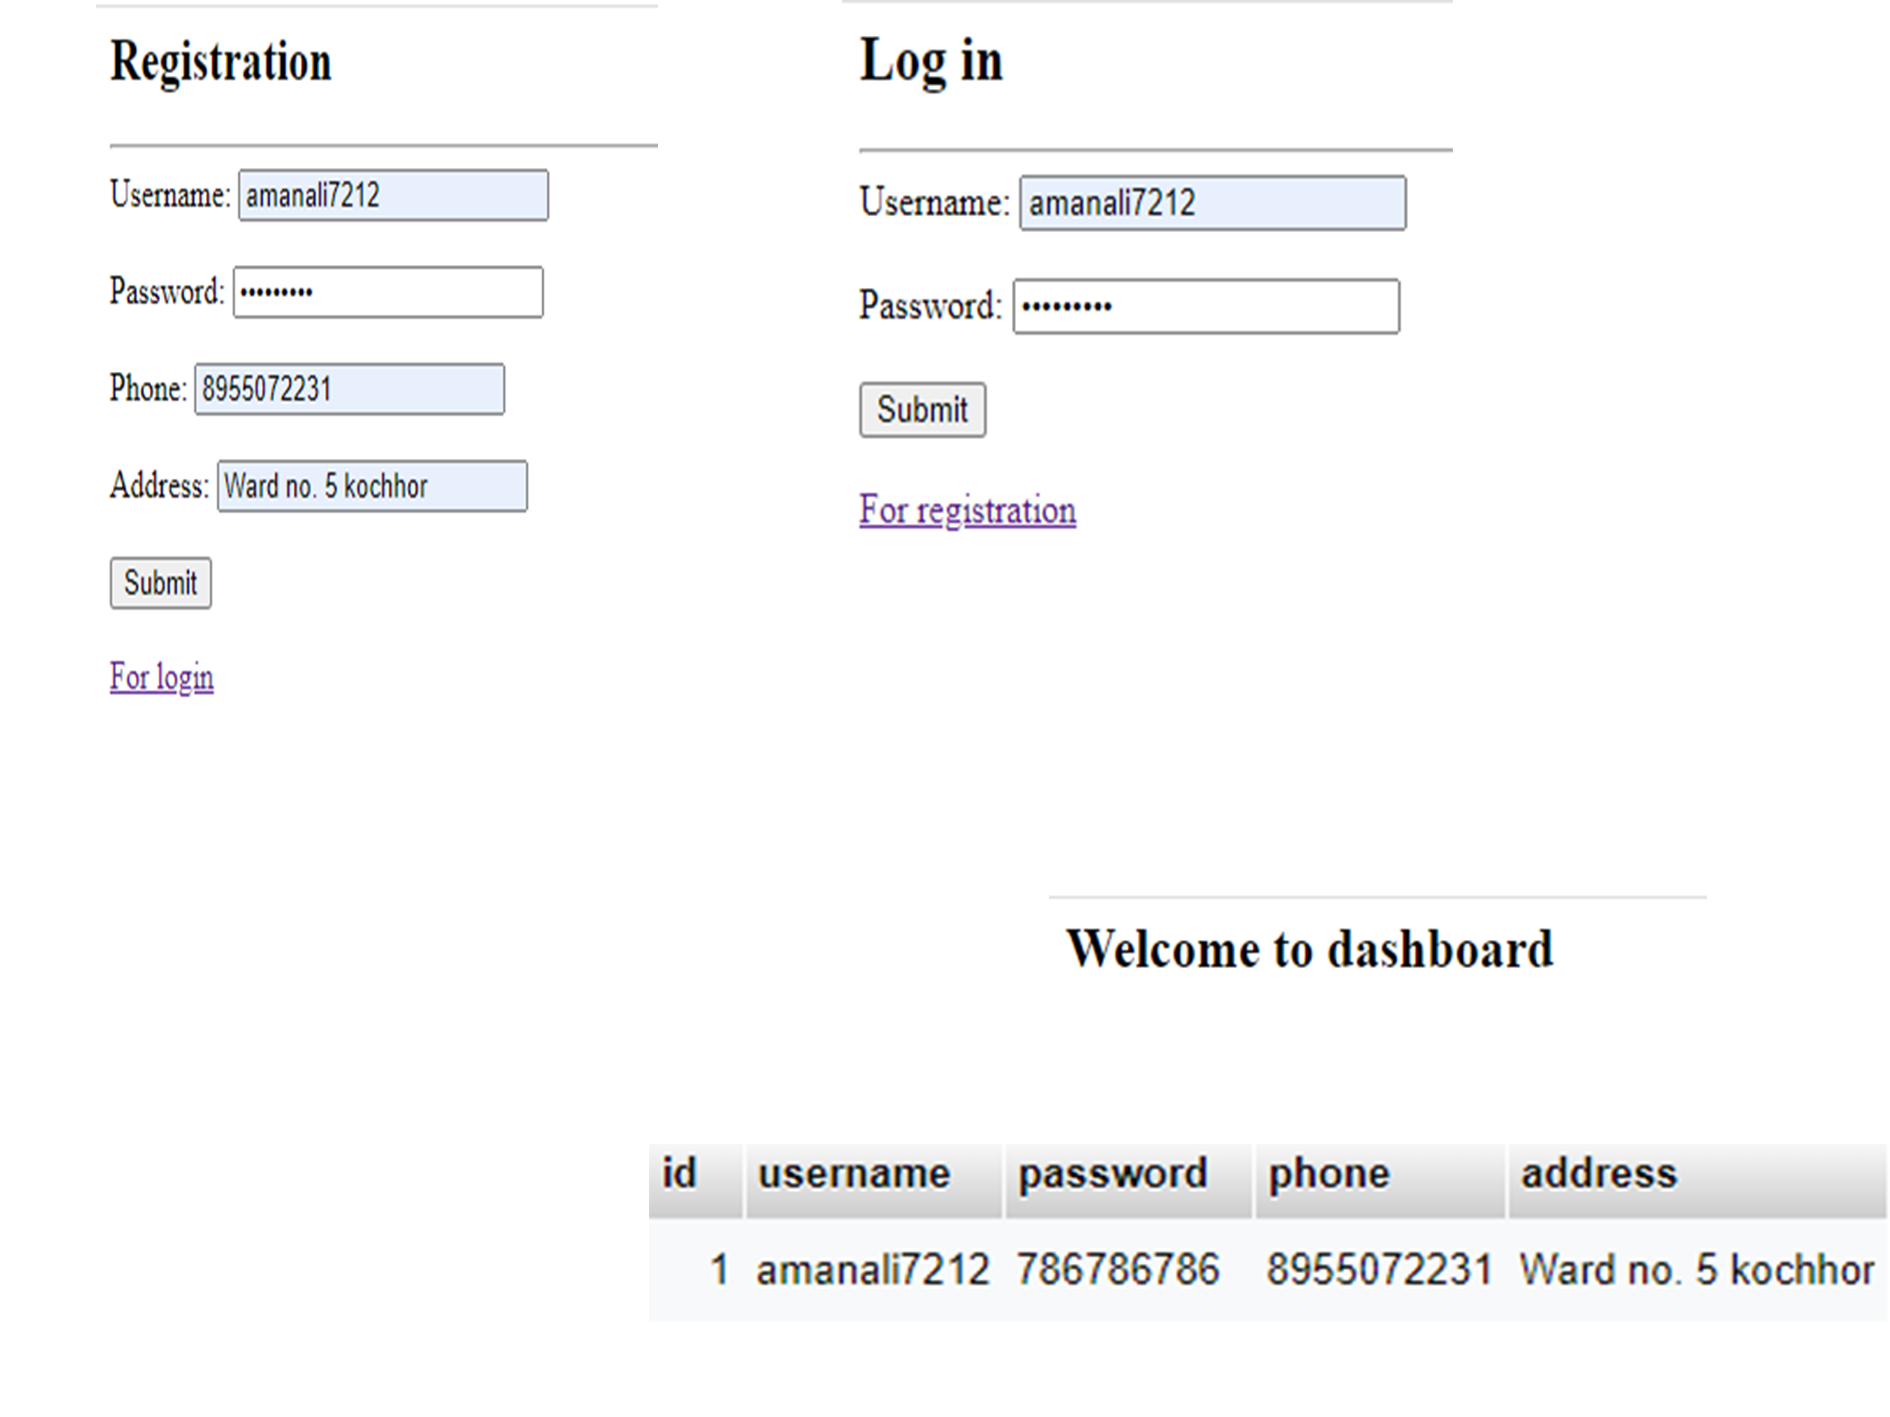 Registration
Username: amanali7212
Password: •••••••••
Phone: 8955072231
Address: Ward no. 5 kochhor
Submit
For login
Log in
Username: amanali7212
Password: •••••••••
Submit
For registration
Welcome to dashboard
id username password phone address
1 amanali7212 786786786 8955072231 Ward no. 5 kochhor